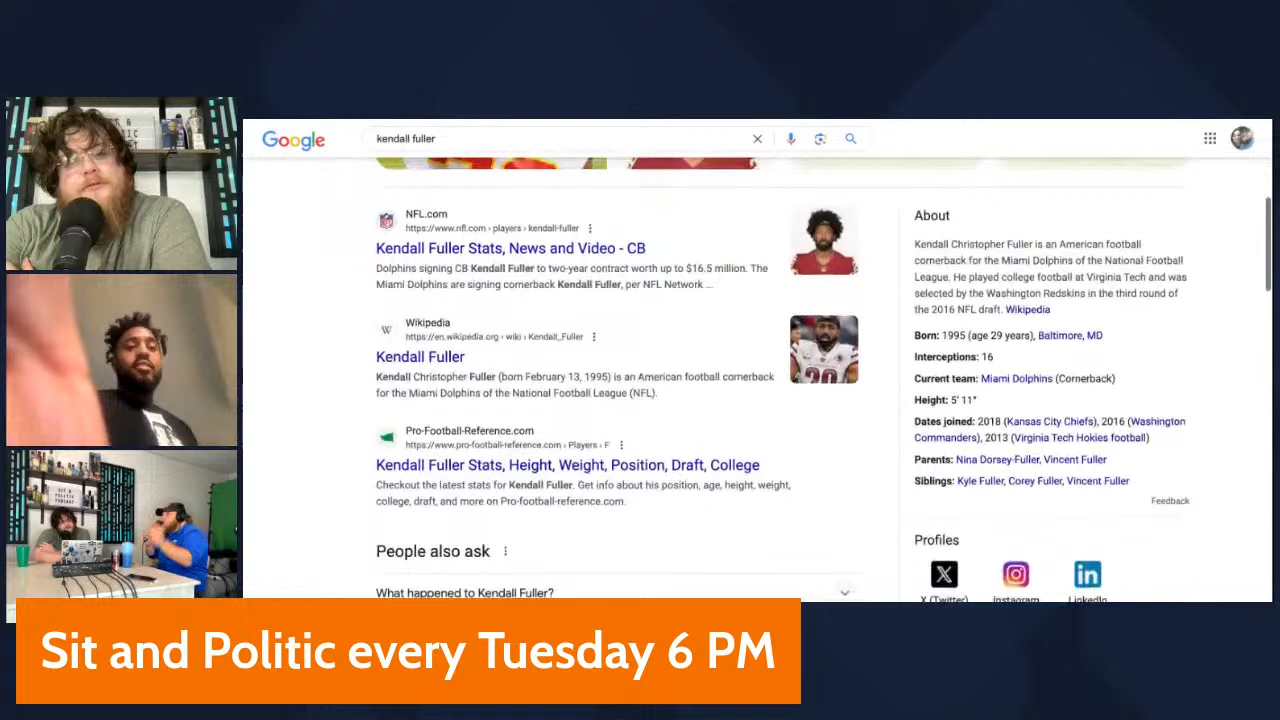 Google
kendall fuller
NFL.com
https://www.nfl.com › players › kendall-fuller
Kendall Fuller Stats, News and Video - CB
Dolphins signing CB Kendall Fuller to two-year contract worth up to $16.5 million. The
Miami Dolphins are signing cornerback Kendall Fuller, per NFL Network ...
W
Wikipedia
https://en.wikipedia.org › wiki › Kendall_Fuller
Kendall Fuller
Kendall Christopher Fuller (born February 13, 1995) is an American football cornerback
for the Miami Dolphins of the National Football League (NFL).
Pro-Football-Reference.com
https://www.pro-football-reference.com › Players › F
Kendall Fuller Stats, Height, Weight, Position, Draft, College
Checkout the latest stats for Kendall Fuller. Get info about his position, age, height, weight,
college, draft, and more on Pro-football-reference.com.
People also ask
What happened to Kendall Fuller?
About
Kendall Christopher Fuller is an American football
cornerback for the Miami Dolphins of the National Football
League. He played college football at Virginia Tech and was
selected by the Washington Redskins in the third round of
the 2016 NFL draft. Wikipedia
Born: 1995 (age 29 years), Baltimore, MD
Interceptions: 16
Current team: Miami Dolphins (Cornerback)
Height: 5' 11"
Dates joined: 2018 (Kansas City Chiefs), 2016 (Washington
Commanders), 2013 (Virginia Tech Hokies football)
Parents: Nina Dorsey-Fuller, Vincent Fuller
Siblings: Kyle Fuller, Corey Fuller, Vincent Fuller
Feedback
Profiles
X (Twitter)
Instagram
LinkedIn
Sit and Politic every Tuesday 6 PM